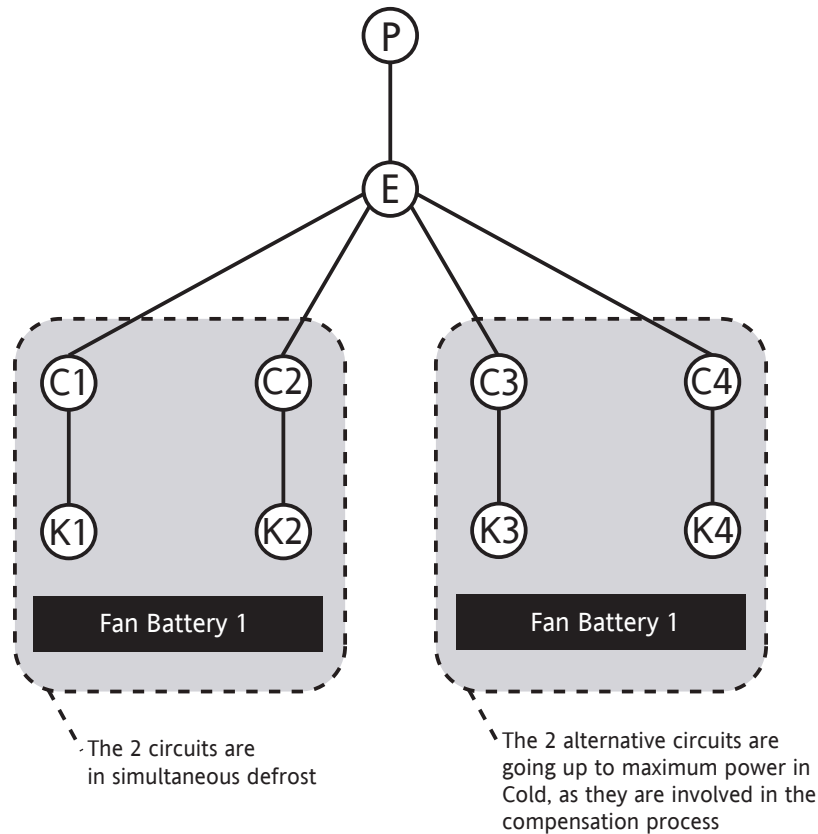 P
E
C1
C2
C3
C4
K1
K2
K3
K4
Fan Battery 1
Fan Battery 1
The 2 circuits are
in simultaneous defrost
The 2 alternative circuits are
going up to maximum power in
Cold, as they are involved in the
compensation process